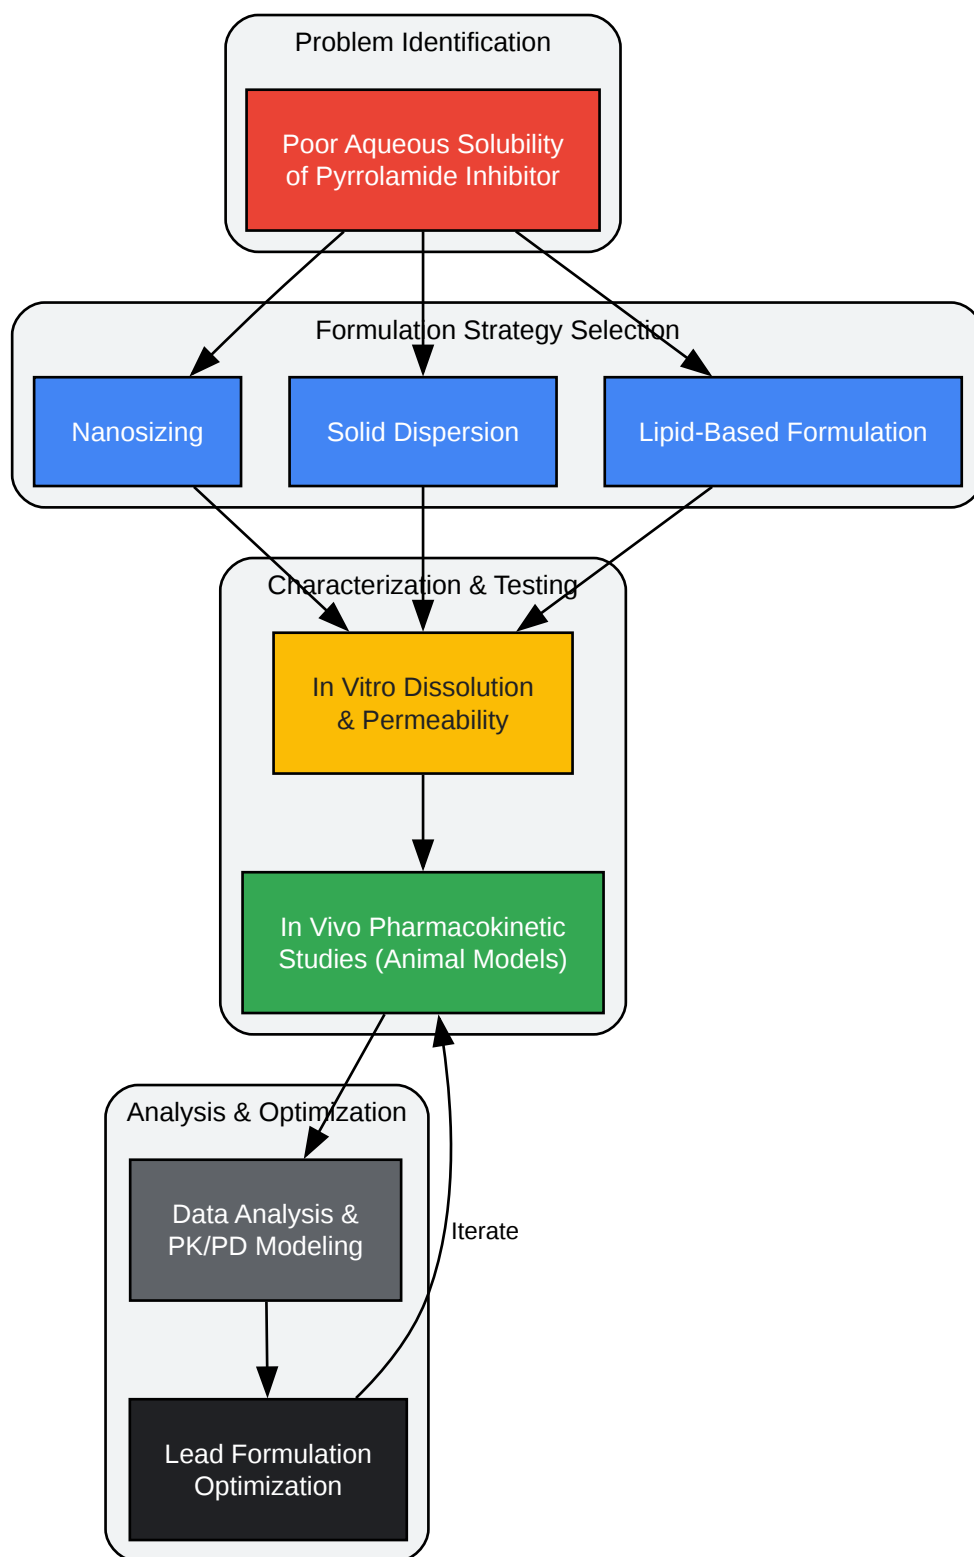 Problem Identification
Poor Aqueous Solubility
of Pyrrolamide Inhibitor
Formulation Strategy Selection
Nanosizing
Solid Dispersion
Lipid-Based Formulation
Characterization & Testing
In Vitro Dissolution
& Permeability
In Vivo Pharmacokinetic
Studies (Animal Models)
Analysis & Optimization
Data Analysis &
PK/PD Modeling
Iterate
Lead Formulation
Optimization